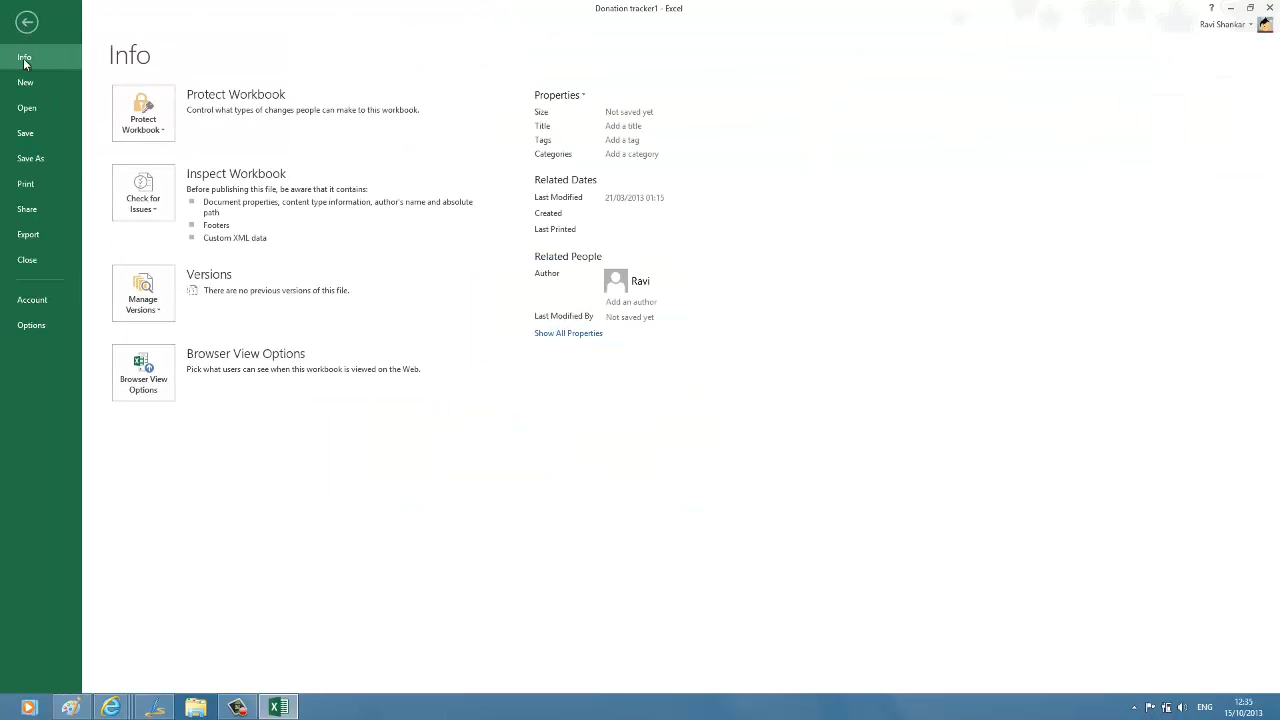 Donation tracker1 - Excel
?
Ravi Shankar
Info
New
Open
Save
Save As
Print
Share
Export
Close
Account
Options
Info
Protect
Workbook
Protect Workbook
Control what types of changes people can make to this workbook.
Check for
Issues
Inspect Workbook
Before publishing this file, be aware that it contains:
Document properties, content type information, author's name and absolute
path
Footers
Custom XML data
Manage
Versions
Versions
There are no previous versions of this file.
Browser View
Options
Browser View Options
Pick what users can see when this workbook is viewed on the Web.
Properties
Size Not saved yet
Title Add a title
Tags Add a tag
Categories Add a category
Related Dates
Last Modified 21/03/2013 01:15
Created
Last Printed
Related People
Author Ravi
Add an author
Last Modified By Not saved yet
Show All Properties
ENG
12:35
15/10/2013